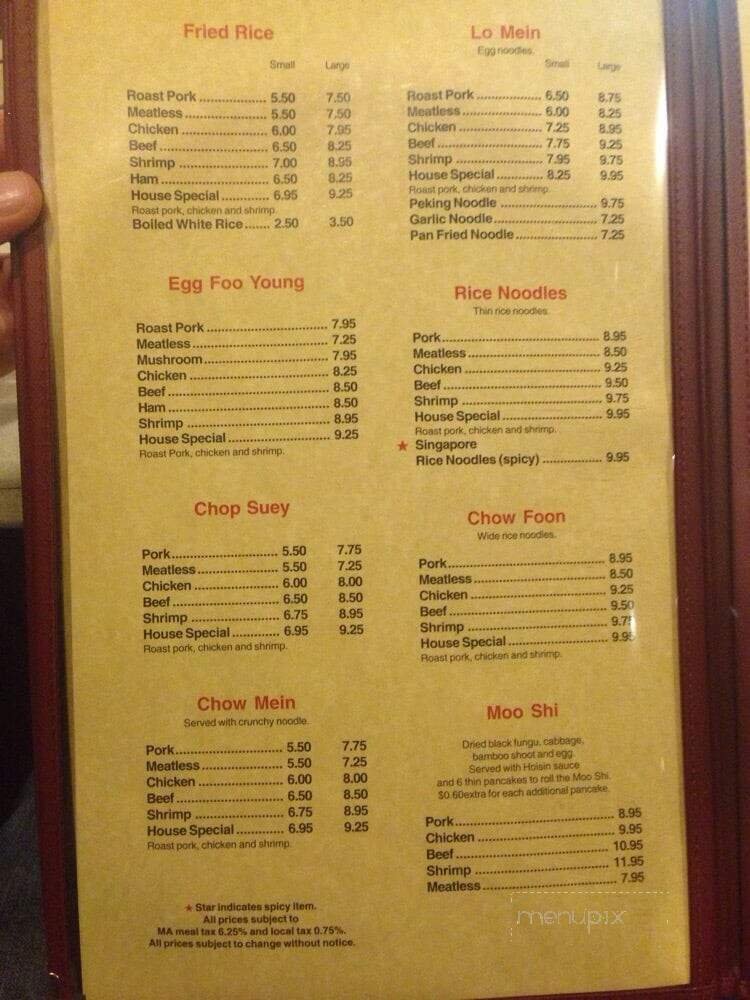 Fried Rice
Small Large
Roast Pork 5.50 7.50
Meatless 5.50 7.50
Chicken 6.00 7.95
Beef 6.50 8.25
Shrimp 7.00 8.95
Ham 6.50 8.25
House Special 6.95 9.25
Roast pork, chicken and shrimp.
Boiled White Rice 2.50 3.50
Egg Foo Young
Roast Pork 7.95
Meatless 7.25
Mushroom 7.95
Chicken 8.25
Beef 8.50
Ham 8.50
Shrimp 8.95
House Special 9.25
Roast Pork, chicken and shrimp.
Chop Suey
Pork 5.50 7.75
Meatless 5.50 7.25
Chicken 6.00 8.00
Beef 6.50 8.50
Shrimp 6.75 8.95
House Special 6.95 9.25
Roast pork, chicken and shrimp.
Chow Mein
Served with crunchy noodle.
Pork 5.50 7.75
Meatless 5.50 7.25
Chicken 6.00 8.00
Beef 6.50 8.50
Shrimp 6.75 8.95
House Special 6.95 9.25
Roast pork, chicken and shrimp.
★ Star indicates spicy item.
All prices subject to
MA meal tax 6.25% and local tax 0.75%.
All prices subject to change without notice.
Lo Mein
Egg noodles.
Small Large
Roast Pork 6.50 8.75
Meatless 6.00 8.25
Chicken 7.25 8.95
Beef 7.75 9.25
Shrimp 7.95 9.75
House Special 8.25 9.95
Roast pork, chicken and shrimp.
Peking Noodle 9.75
Garlic Noodle 7.25
Pan Fried Noodle 7.25
Rice Noodles
Thin rice noodles.
Pork 8.95
Meatless 8.50
Chicken 9.25
Beef 9.50
Shrimp 9.75
House Special 9.95
Roast pork, chicken and shrimp.
★ Singapore
Rice Noodles (spicy) 9.95
Chow Foon
Wide rice noodles.
Pork 8.95
Meatless 8.50
Chicken 9.25
Beef 9.50
Shrimp 9.75
House Special 9.95
Roast pork, chicken and shrimp.
Moo Shi
Dried black fungu, cabbage,
bamboo shoot and egg.
Served with Hoisin sauce
and 6 thin pancakes to roll the Moo Shi.
$0.60extra for each additional pancake.
Pork 8.95
Chicken 9.95
Beef 10.95
Shrimp 11.95
Meatless 7.95
menupix